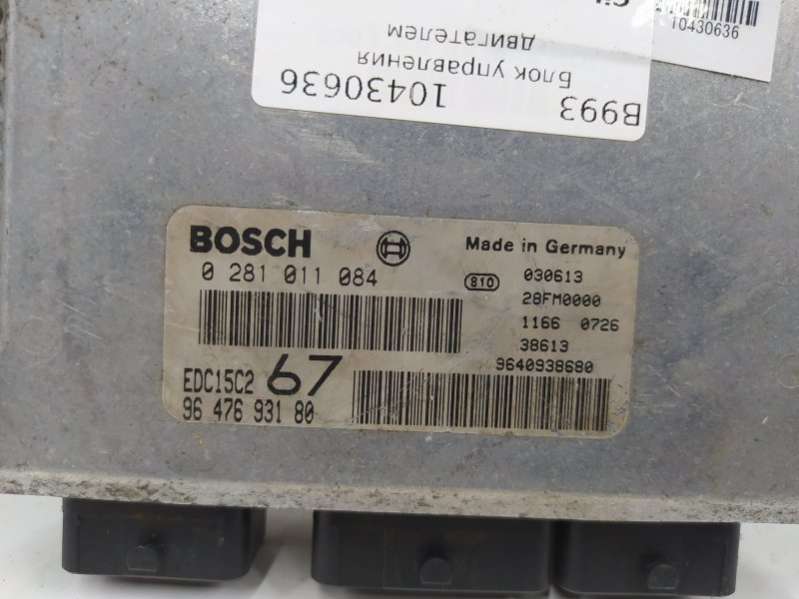 B993
10430636
Блок управления
двигателем
10430636
BOSCH
Made in Germany
0 281 011 084
810
030613
28FM0000
1166 0726
38613
9640938680
EDC15C2 67
96 476 931 80